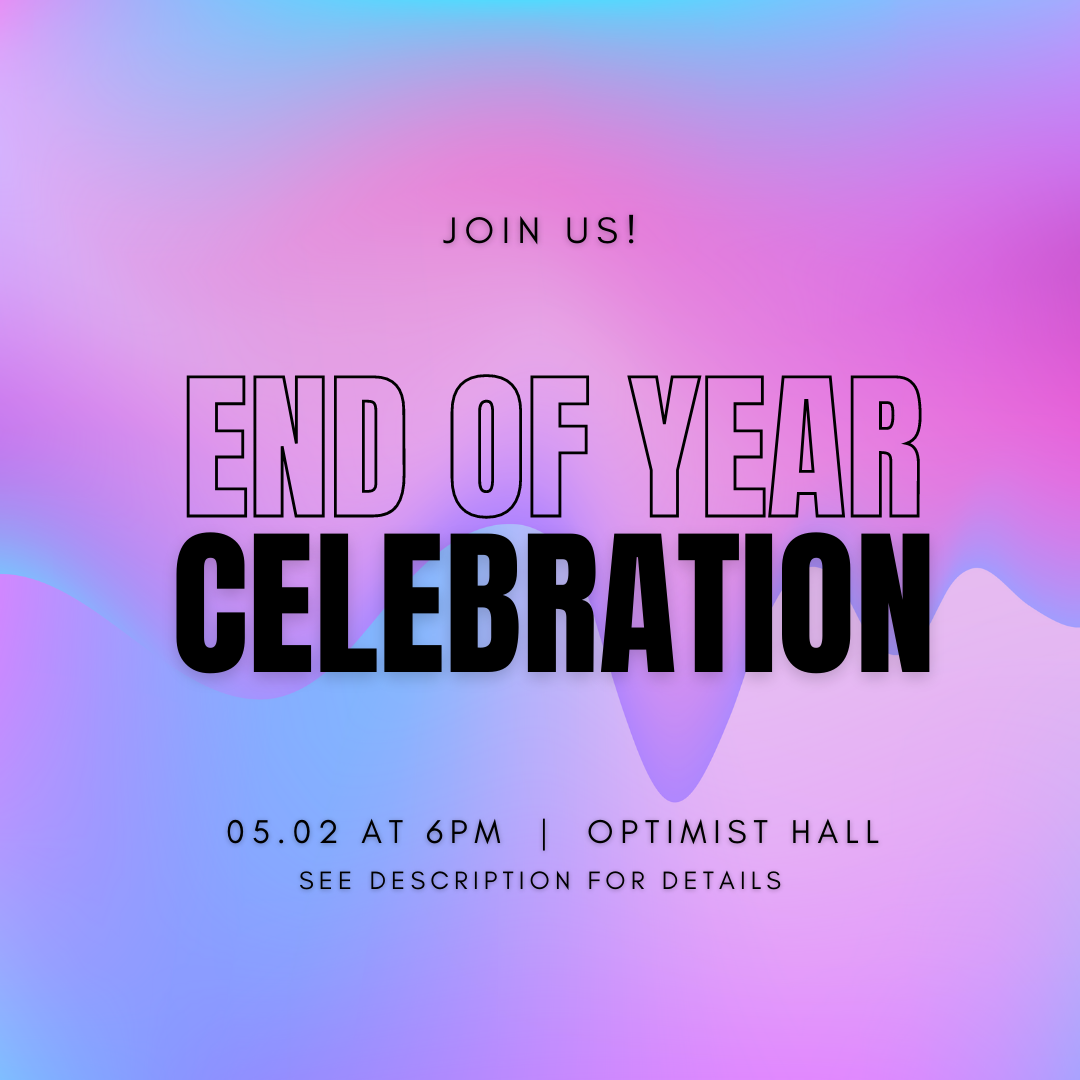 JOIN US!
END OF YEAR
CELEBRATION
05.02 AT 6PM | OPTIMIST HALL
SEE DESCRIPTION FOR DETAILS